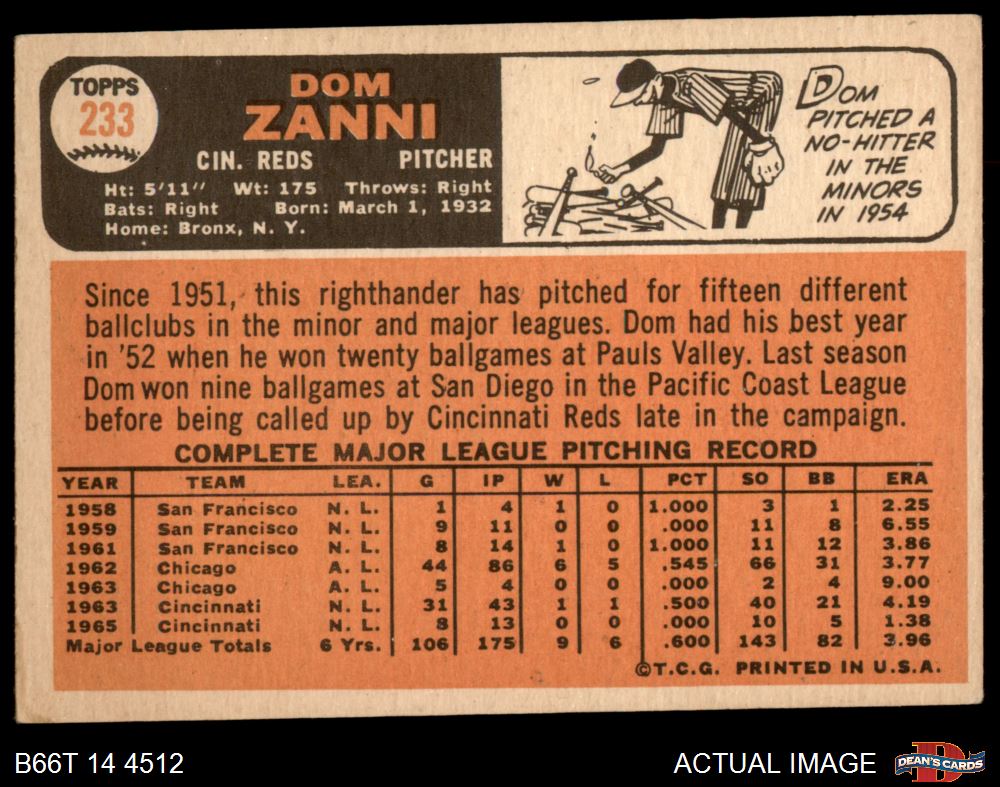 TOPPS
233
DOM
ZANNI
CIN. REDS PITCHER
Ht: 5'11" Wt: 175 Throws: Right
Bats: Right Born: March 1, 1932
Home: Bronx, N. Y.
DOM
PITCHED A
NO-HITTER
IN THE
MINORS
IN 1954
Since 1951, this righthander has pitched for fifteen different
ballclubs in the minor and major leagues. Dom had his best year
in '52 when he won twenty ballgames at Pauls Valley. Last season
Dom won nine ballgames at San Diego in the Pacific Coast League
before being called up by Cincinnati Reds late in the campaign.
COMPLETE MAJOR LEAGUE PITCHING RECORD
YEAR TEAM LEA. G IP W L PCT SO BB ERA
1958 San Francisco N. L. 1 4 1 0 1.000 3 1 2.25
1959 San Francisco N. L. 9 11 0 0 .000 11 8 6.55
1961 San Francisco N. L. 8 14 1 0 1.000 11 12 3.86
1962 Chicago A. L. 44 86 6 5 .545 66 31 3.77
1963 Chicago A. L. 5 4 0 0 .000 2 4 9.00
1963 Cincinnati N. L. 31 43 1 1 .500 40 21 4.19
1965 Cincinnati N. L. 8 13 0 0 .000 10 5 1.38
Major League Totals 6 Yrs. 106 175 9 6 .600 143 82 3.96
©T.C.G. PRINTED IN U.S.A.
B66T 14 4512 ACTUAL IMAGE
DEAN'S CARDS